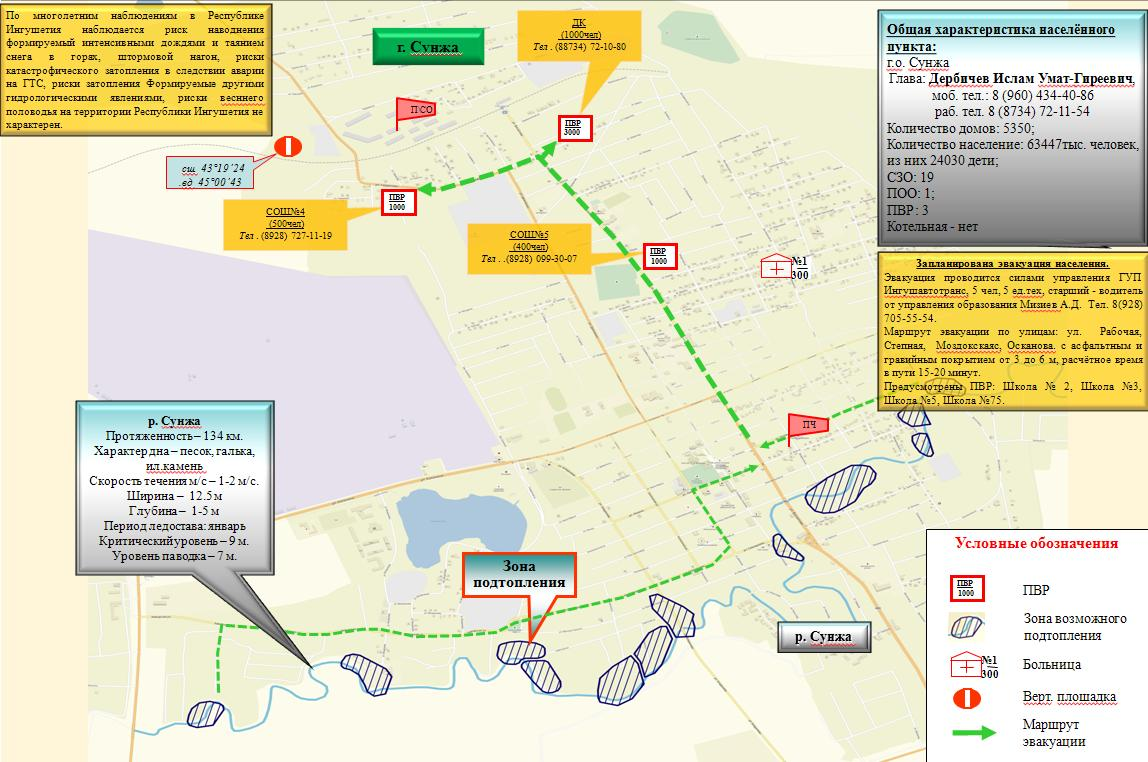 По многолетним наблюдениям в Республике
Ингушетия наблюдается риск наводнения
формируемый интенсивными дождями и таянием
снега в горах, штормовой нагон, риски
катастрофического затопления в следствии аварии
на ГТС, риски затопления Формируемые другими
гидрологическими явлениями, риски весннего
половодья на территории Республики Ингушетия не
характерен.
г. Сунжа
ДК
(1000чел)
Тел . (88734) 72-10-80
Общая характеристика населённого
пункта:
г.о. Сунжа
Глава: Дербичев Ислам Умат-Гиреевич,
моб. тел.: 8 (960) 434-40-86
раб. тел. 8 (8734) 72-11-54
Количество домов: 5350;
Количество население: 63447тыс. человек,
из них 24030 дети;
СЗО: 19
ПОО: 1;
ПВР: 3
Котельная - нет
ПСО
ПВР
3000
сш 43°19´24
.вд 45°00´43
ПВР
1000
СОШ№4
(500чел)
Тел . (8928) 727-11-19
СОШ№5
(400чел)
Тел . .(8928) 099-30-07
ПВР
1000
№1
300
Запланирована эвакуация населения.
Эвакуация проводится силами управления ГУП
Ингушавтотранс, 5 чел, 5 ед.тех, старший - водитель
от управления образования Мизиев А.Д. Тел. 8(928)
705-55-54.
Маршрут эвакуации по улицам: ул. Рабочая,
Степная, Моздокскаяс, Осканова. с асфальтным и
гравийным покрытием от 3 до 6 м, расчётное время
в пути 15-20 минут.
Предусмотрены ПВР: Школа № 2, Школа №3,
Школа №5, Школа №75.
ПЧ
р. Сунжа
Протяженность – 134 км.
Характер дна – песок, галька,
ил.камень
Скорость течения м/с – 1-2 м/с.
Ширина – 12.5 м
Глубина – 1-5 м
Период ледостава: январь
Критический уровень – 9 м.
Уровень паводка – 7 м.
Зона
подтопления
р. Сунжа
Условные обозначения
ПВР
1000
ПВР
Зона возможного
подтопления
№1
300
Больница
Верт. площадка
Маршрут
эвакуации